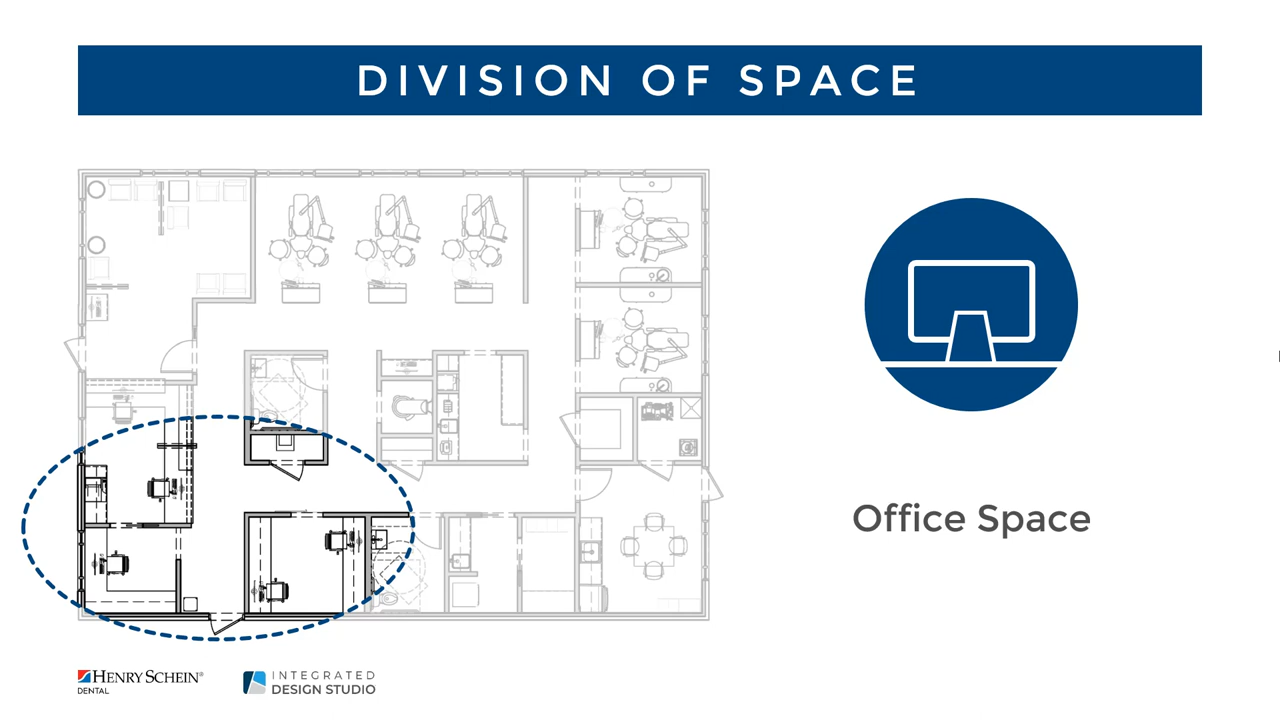 DIVISION OF SPACE
Office Space
HENRY SCHEIN®
DENTAL
INTEGRATED
DESIGN STUDIO